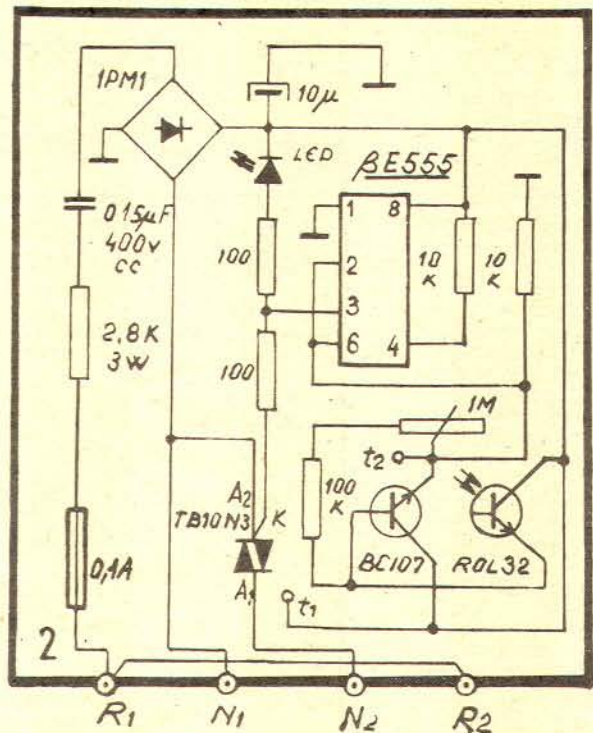 1PM1
10µ
LED
βE555
0,15µF
400V
CC
100
1
8
2
3
6
4
10
K
10
K
2,8K
3W
100
1M
t2
100
K
A2
TB10N3
K
A1
BC107
ROL32
0,1A
t1
2
R1
N1
N2
R2